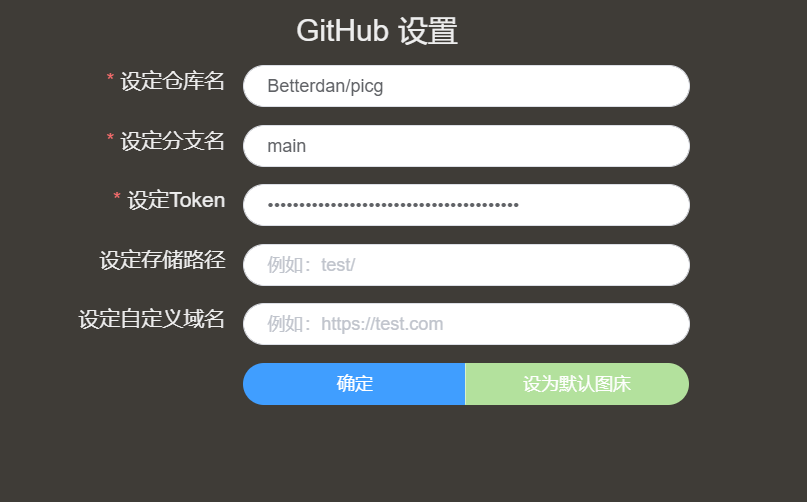 GitHub 设置
* 设定仓库名 Betterdan/picg
* 设定分支名 main
* 设定Token ••••••••••••••••••••••••••••••••••••••••
设定存储路径 例如：test/
设定自定义域名 例如：https://test.com
确定 设为默认图床